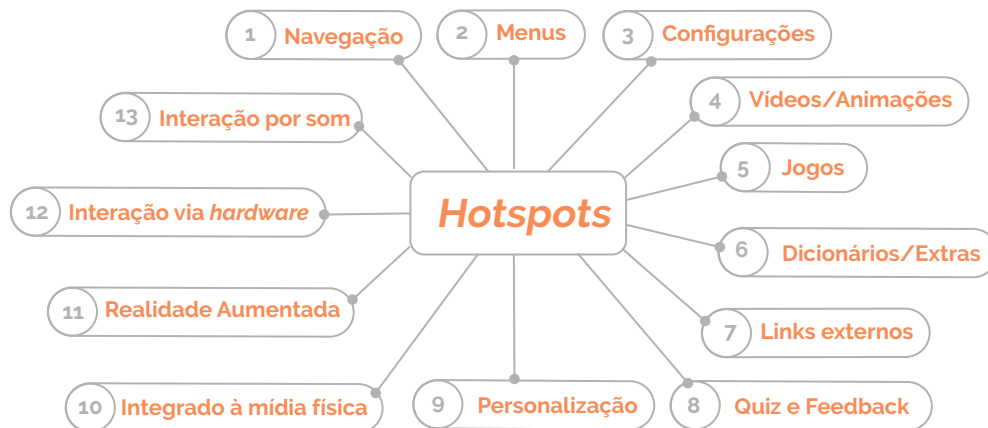 Hotspots
1 Navegação
2 Menus
3 Configurações
4 Vídeos/Animações
5 Jogos
6 Dicionários/Extras
7 Links externos
8 Quiz e Feedback
9 Personalização
10 Integrado à mídia física
11 Realidade Aumentada
12 Interação via hardware
13 Interação por som